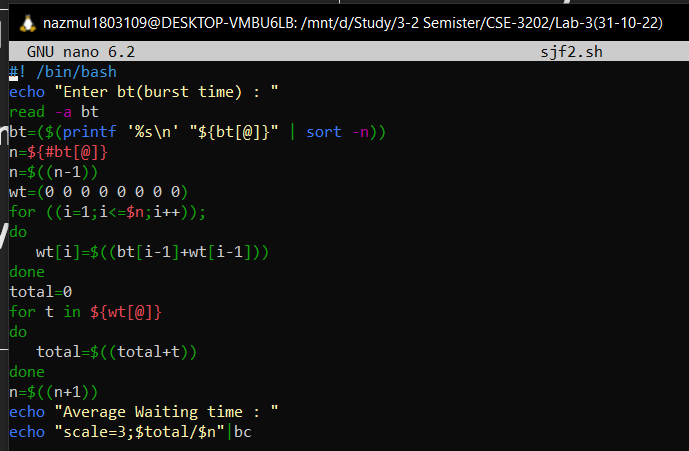 nazmul1803109@DESKTOP-VMBU6LB: /mnt/d/Study/3-2 Semister/CSE-3202/Lab-3(31-10-22)
GNU nano 6.2 sjf2.sh
#! /bin/bash
echo "Enter bt(burst time) : "
read -a bt
bt=($(printf '%s\n' "${bt[@]}" | sort -n))
n=${#bt[@]}
n=$((n-1))
wt=(0 0 0 0 0 0 0 0)
for ((i=1;i<=$n;i++));
do
   wt[i]=$((bt[i-1]+wt[i-1]))
done
total=0
for t in ${wt[@]}
do
   total=$((total+t))
done
n=$((n+1))
echo "Average Waiting time : "
echo "scale=3;$total/$n"|bc